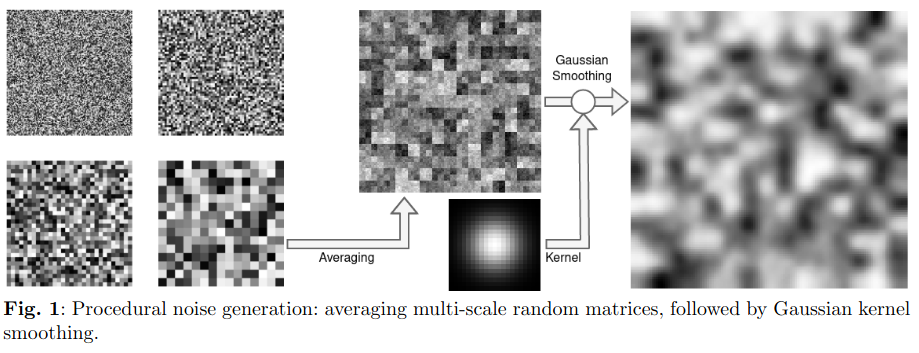 Gaussian
Smoothing
Averaging
Kernel
Fig. 1: Procedural noise generation: averaging multi-scale random matrices, followed by Gaussian kernel
smoothing.